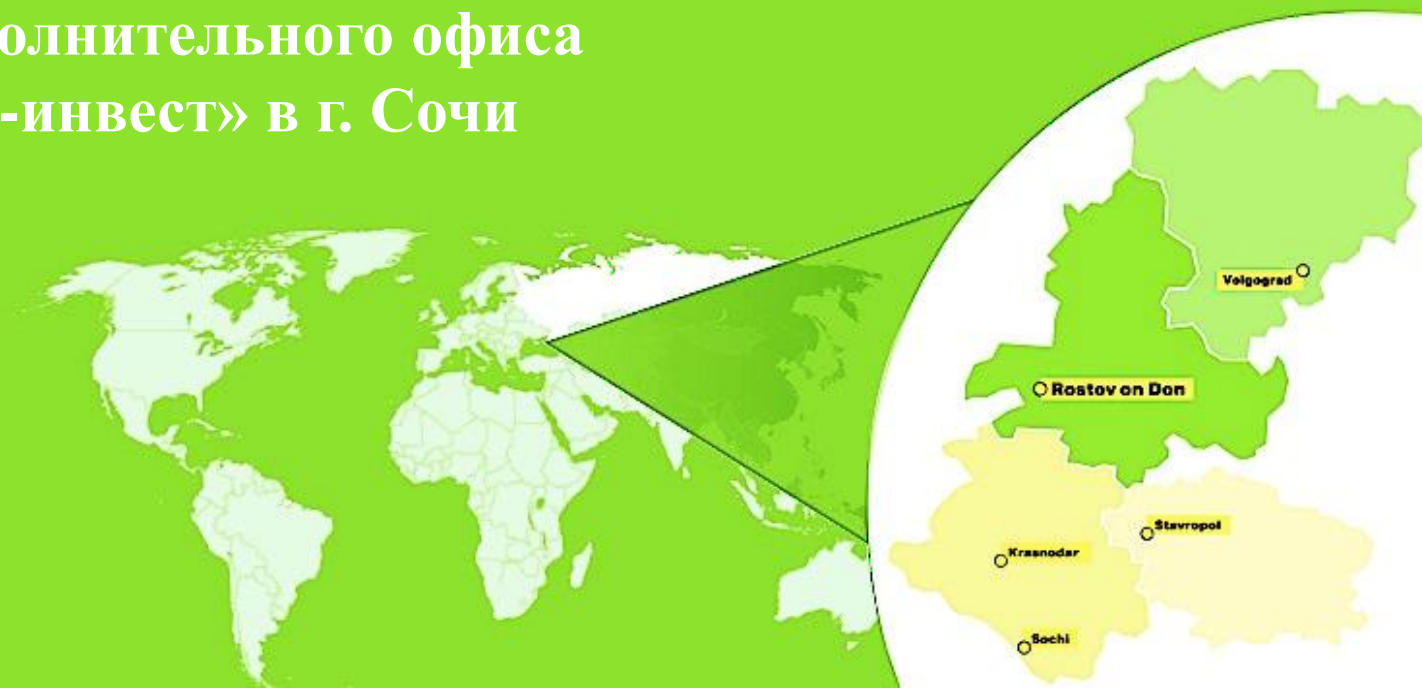 олнительного офиса
-инвест» в г. Сочи
Volgograd
Rostov on Don
Stavropol
Krasnodar
Sochi